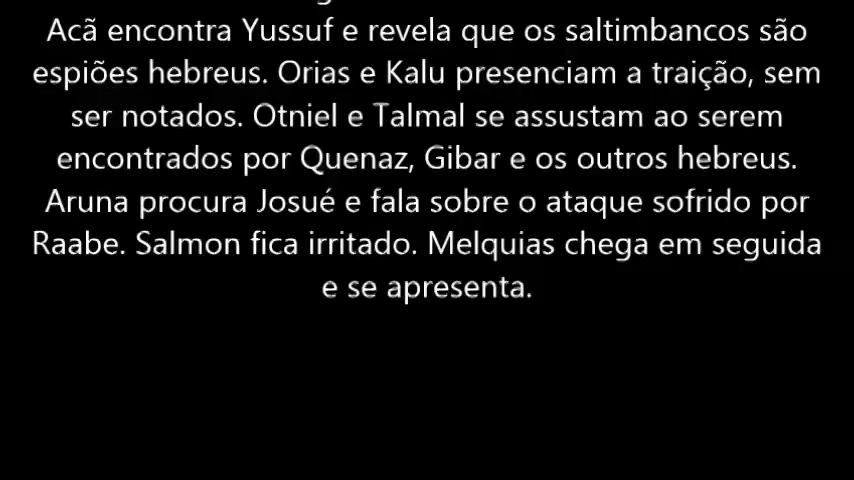 Acã encontra Yussuf e revela que os saltimbancos são
espiões hebreus. Orias e Kalu presenciam a traição, sem
ser notados. Otniel e Talmal se assustam ao serem
encontrados por Quenaz, Gibar e os outros hebreus.
Aruna procura Josué e fala sobre o ataque sofrido por
Raabe. Salmon fica irritado. Melquias chega em seguida
e se apresenta.